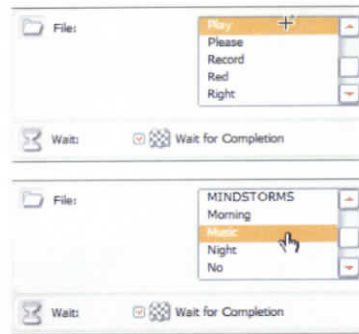 File: Play
Please
Record
Red
Right
Wait: Wait for Completion
File: MINDSTORMS
Morning
Music
Night
No
Wait: Wait for Completion